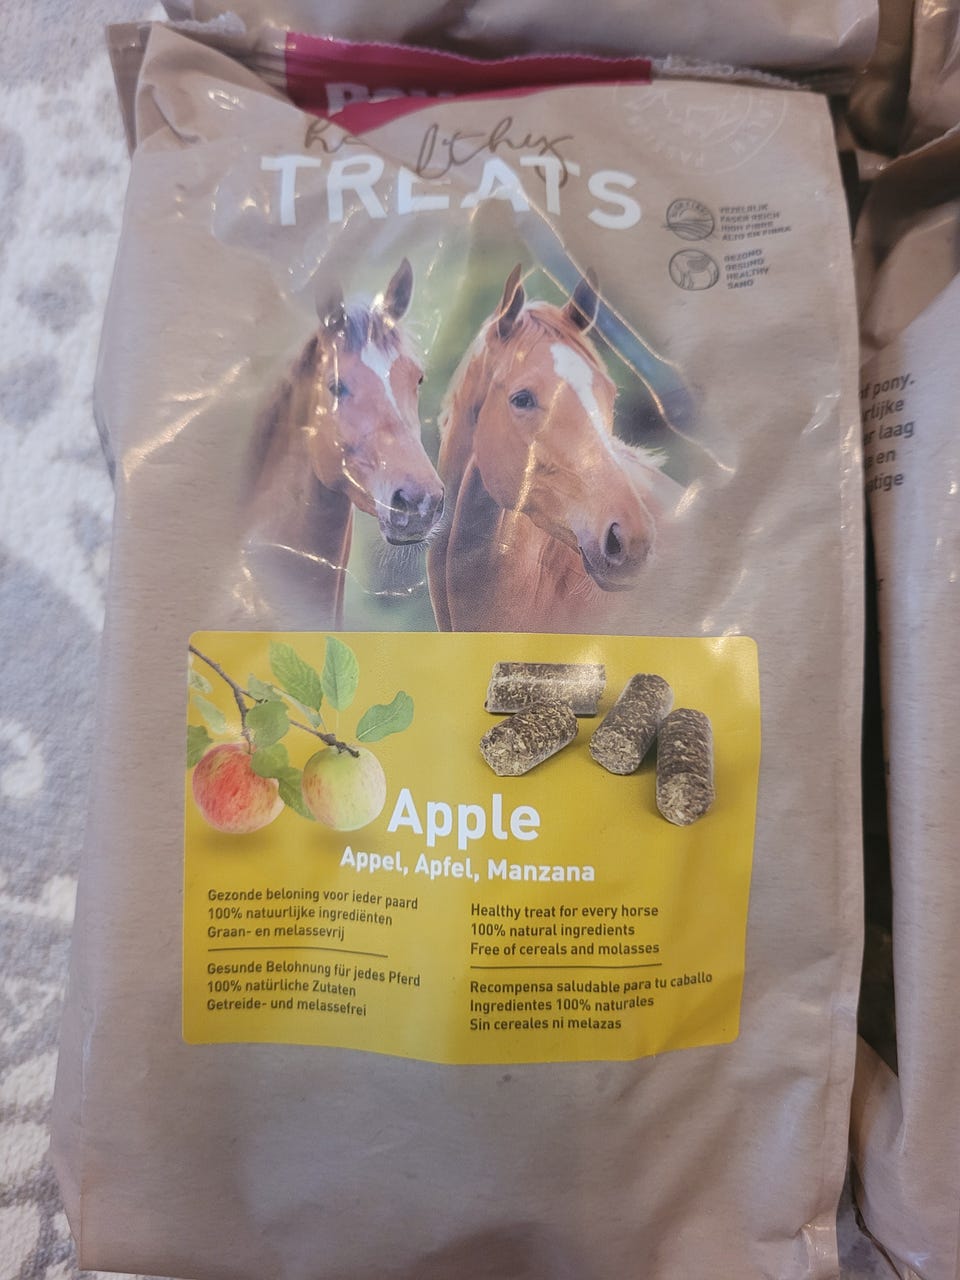 healthy
TREATS
VEZELRIJK
FASER REICH
HIGH FIBRE
ALTO EN FIBRA
GEZOND
GESUND
HEALTHY
SANO
Apple
Appel, Apfel, Manzana
Gezonde beloning voor ieder paard
100% natuurlijke ingrediënten
Graan- en melassevrij
Gesunde Belohnung für jedes Pferd
100% natürliche Zutaten
Getreide- und melassefrei
Healthy treat for every horse
100% natural ingredients
Free of cereals and molasses
Recompensa saludable para tu caballo
Ingredientes 100% naturales
Sin cereales ni melazas
pony.
laag
en